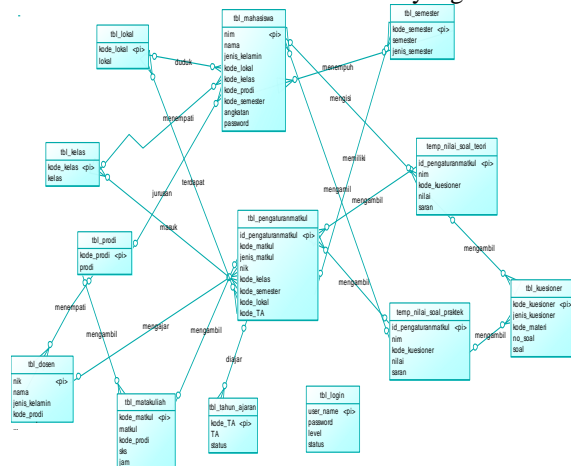 tbl_mahasiswa
nim <pi>
nama
jenis_kelamin
kode_lokal
kode_kelas
kode_prodi
kode_semester
angkatan
password
tbl_semester
kode_semester <pi>
semester
jenis_semester
tbl_lokal
kode_lokal <pi>
lokal
duduk
menempuh
mengisi
menempati
tbl_kelas
kode_kelas <pi>
kelas
temp_nilai_soal_teori
id_pengaturanmatkul <pi>
nim
kode_kuesioner
nilai
saran
memiliki
terdapat
jurusan
mengambil
mengambil
masuk
tbl_pengaturanmatkul
id_pengaturanmatkul <pi>
kode_matkul
jenis_matkul
nik
kode_kelas
kode_semester
kode_lokal
kode_TA
tbl_prodi
kode_prodi <pi>
prodi
mengambil
mengambil
tbl_kuesioner
kode_kuesioner <pi>
jenis_kuesioner
kode_materi
no_soal
soal
temp_nilai_soal_praktek
id_pengaturanmatkul <pi>
nim
kode_kuesioner
nilai
saran
mengambil
menempati
mengambil
mengajar
mengambil
diajar
tbl_dosen
nik <pi>
nama
jenis_kelamin
kode_prodi
...
tbl_matakuliah
kode_matkul <pi>
matkul
kode_prodi
sks
jam
tbl_tahun_ajaran
kode_TA <pi>
TA
status
tbl_login
user_name <pi>
password
level
status